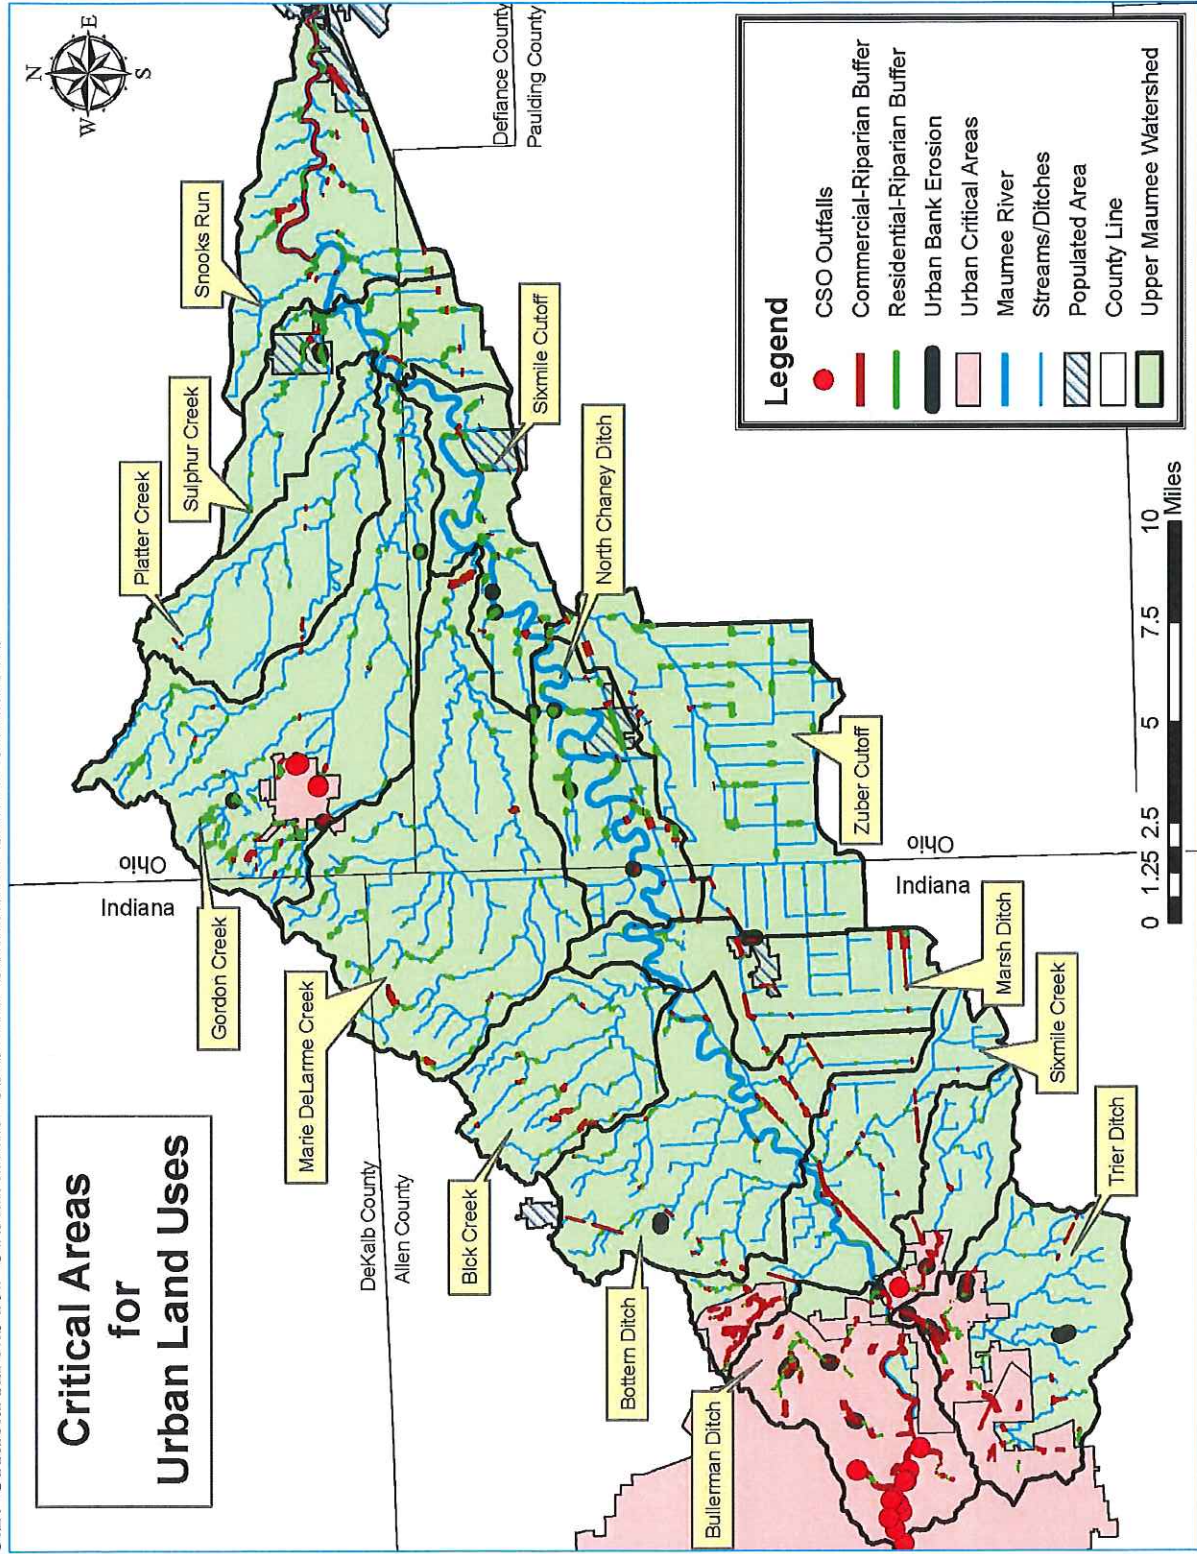 Critical Areas
for
Urban Land Uses
N
W
E
S
Snooks Run
Sulphur Creek
Platter Creek
Sixmile Cutoff
North Chaney Ditch
Defiance County
Paulding County
Gordon Creek
Ohio
Indiana
Marie DeLarme Creek
Zuber Cutoff
Ohio
Indiana
DeKalb County
Allen County
Blck Creek
Marsh Ditch
Sixmile Creek
Bottern Ditch
Trier Ditch
Bullerman Ditch
0 1.25 2.5 5 7.5 10
Miles
Legend
CSO Outfalls
Commercial-Riparian Buffer
Residential-Riparian Buffer
Urban Bank Erosion
Urban Critical Areas
Maumee River
Streams/Ditches
Populated Area
County Line
Upper Maumee Watershed